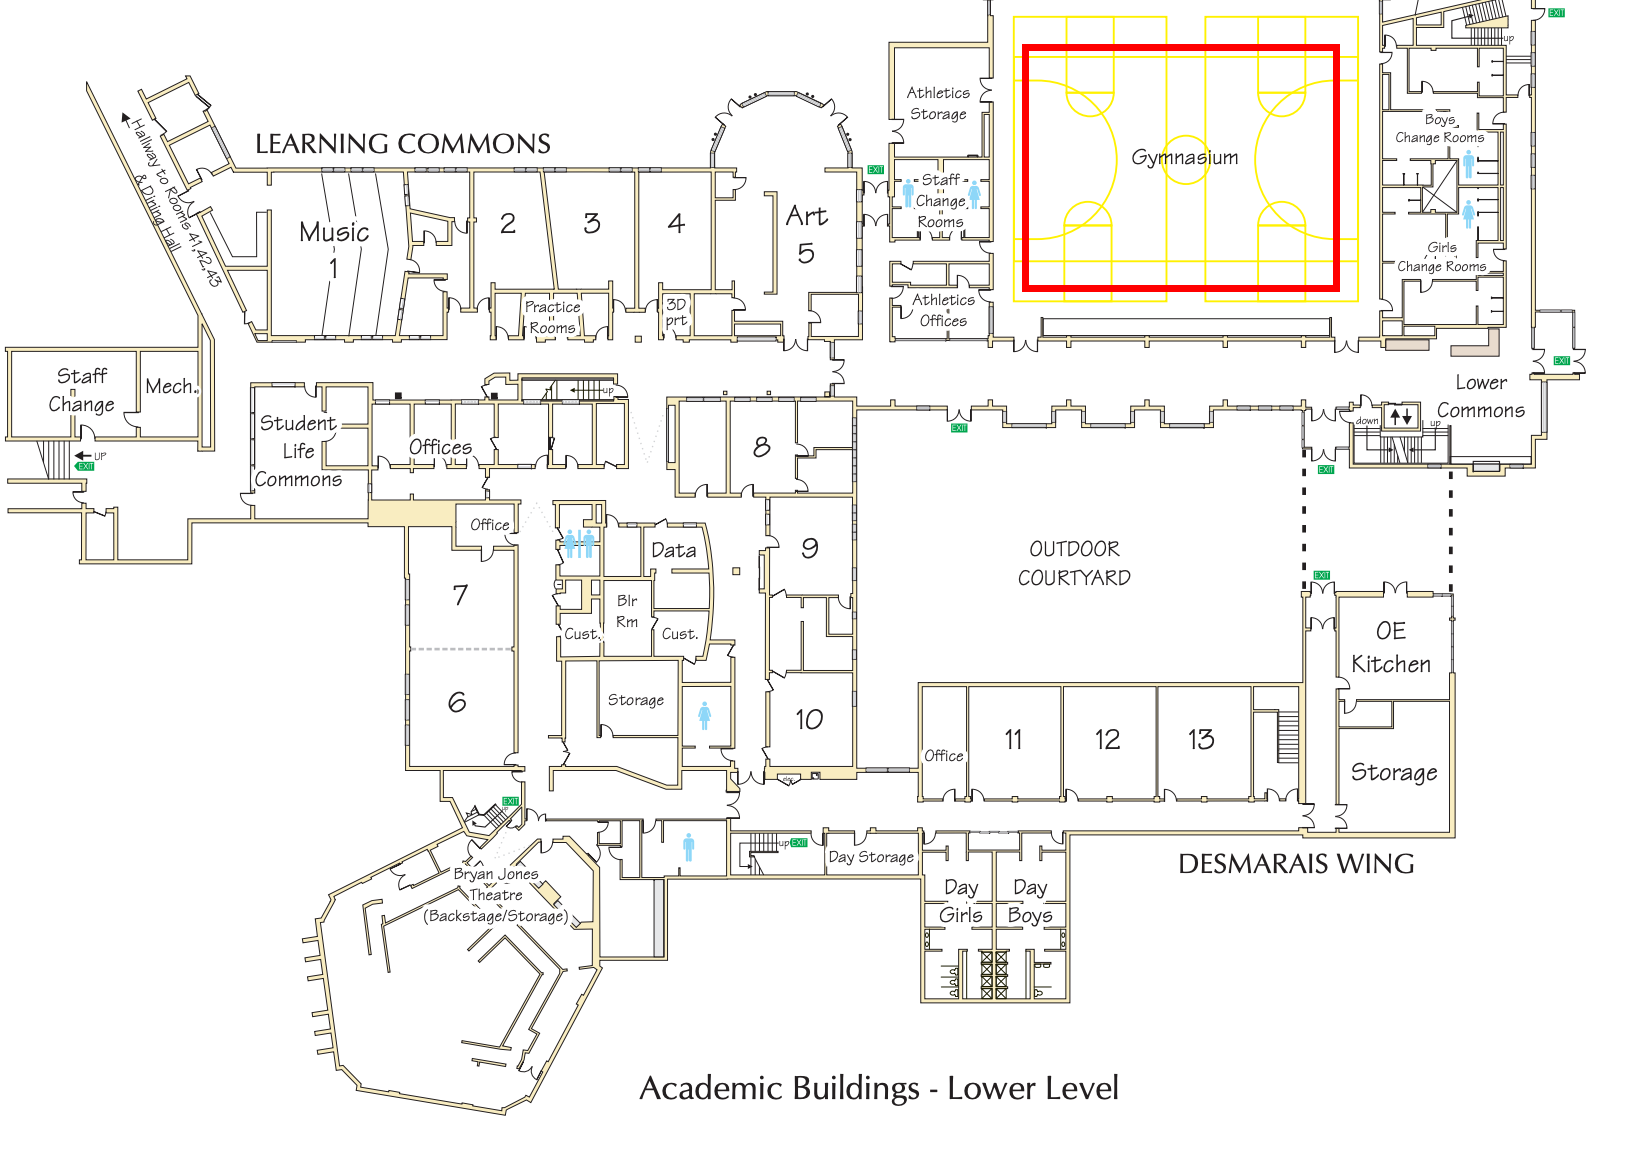 EXIT
up
Athletics
Storage
Boys
Change Rooms
Gymnasium
LEARNING COMMONS
Hallway to Rooms 41,42,43
& Dining Hall
EXIT
Staff
Change
Rooms
Music
1
2
3
4
Art
5
Girls
Change Rooms
Practice
Rooms
3D
prt
Athletics
Offices
Staff
Change
Mech.
up
EXIT
Lower
Commons
Student
Life
Commons
Offices
8
EXIT
down
up
UP
EXIT
EXIT
Office
Data
9
OUTDOOR
COURTYARD
EXIT
7
Blr
Rm
Cust.
Cust.
OE
Kitchen
6
Storage
10
Office
11
12
13
Storage
EXIT
up
up
EXIT
Day Storage
DESMARAIS WING
Bryan Jones
Theatre
(Backstage/Storage)
Day
Girls
Day
Boys
Academic Buildings - Lower Level